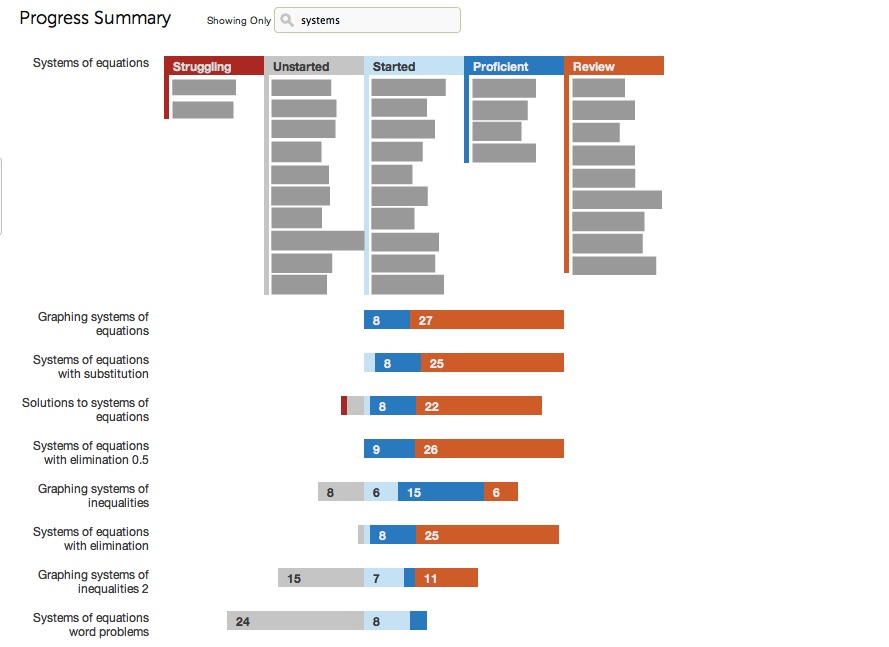 Progress Summary
Showing Only
systems
Systems of equations
Struggling
Unstarted
Started
Proficient
Review
Graphing systems of
equations
8
27
Systems of equations
with substitution
8
25
Solutions to systems of
equations
8
22
Systems of equations
with elimination 0.5
9
26
Graphing systems of
inequalities
8
6
15
6
Systems of equations
with elimination
8
25
Graphing systems of
inequalities 2
15
7
11
Systems of equations
word problems
24
8